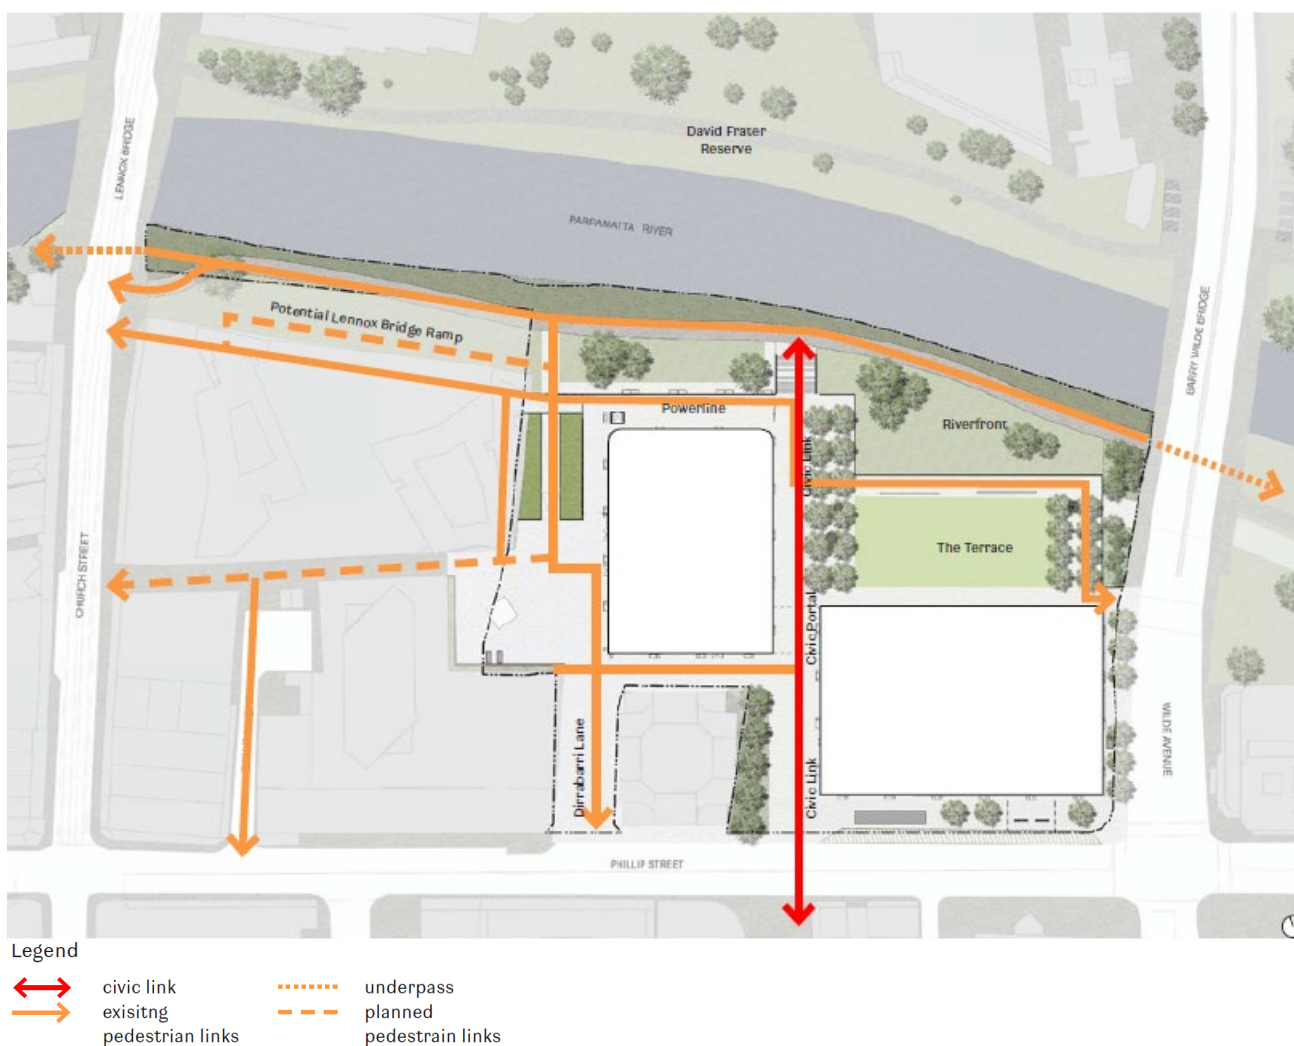 David Frater
Reserve
LENNOX BRIDGE
PARRAMATTA RIVER
BARRY WILDE BRIDGE
Potential Lennox Bridge Ramp
Powerline
Riverfront
Civic Link
The Terrace
CHURCH STREET
Civic Portal
Dirrabarri Lane
Civic Link
WILDE AVENUE
PHILLIP STREET
Legend
civic link
exisitng
pedestrian links
underpass
planned
pedestrain links